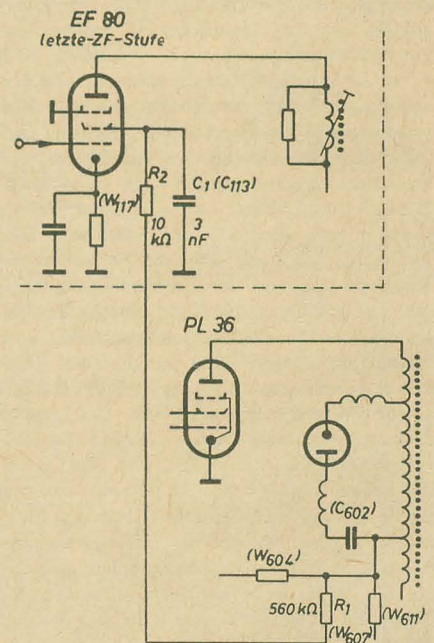 EF 80
letzte-ZF-Stufe
(W117)
R2
10
kΩ
C1 (C113)
3
nF
PL 36
(C602)
(W604)
560 kΩ
R1
(W607)
(W611)